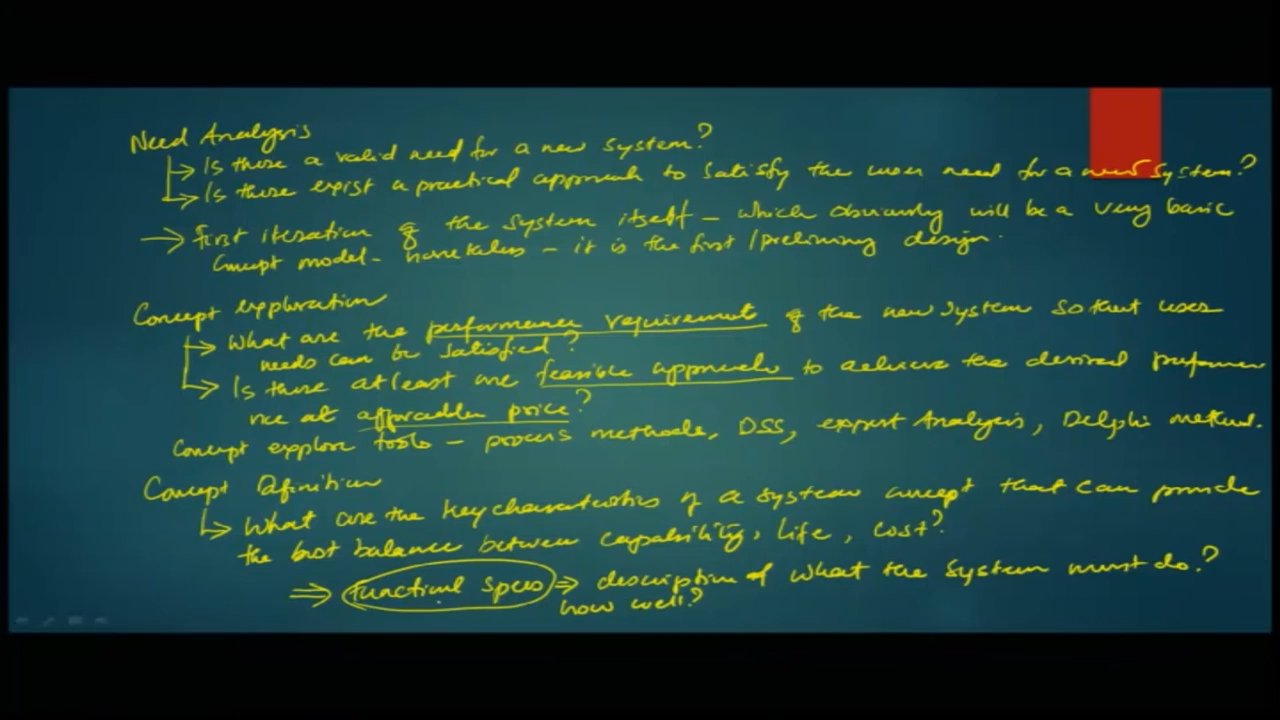 Need Analysis
Is there a valid need for a new system?
Is there exist a practical approach to satisfy the user need for a new system?
First iteration of the system itself - which obviously will be a very basic
Concept model - nonetheless - it is the first / preliminary design.
Concept exploration
What are the performance requirement of the new system so that user
needs can be satisfied?
Is there atleast one feasible approach to achieve the desired performa
nce at price?
Concept explore tools - process methods, DSS, expert Analysis, Delphi method.
Concept Definition
What are the key characteristics of a system concept that can provide
the best balance between capability, life, cost?
⇒ functional specs ⇒ description of what the system must do.?
how well?